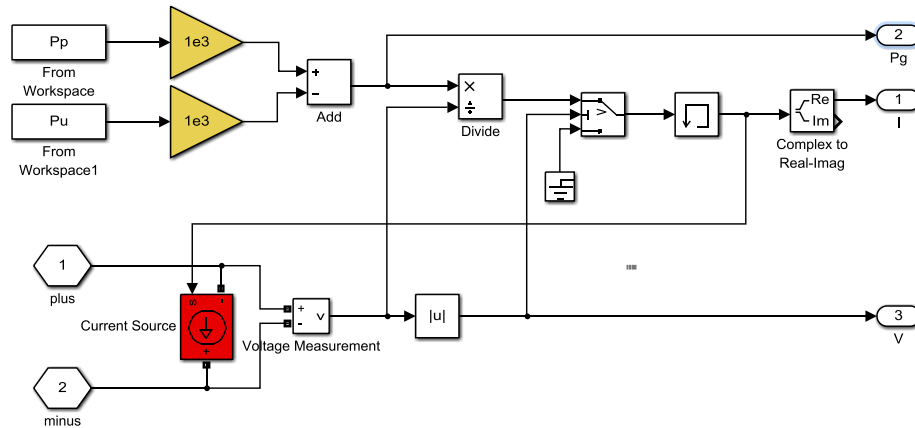 Pp
1e3
2
Pg
From
Workspace
+
−
Add
×
÷
Divide
>
Re
Im
Complex to
Real-Imag
1
I
Pu
1e3
From
Workspace1
1
plus
s
-
+
Current Source
+
-
v
Voltage Measurement
|u|
3
V
2
minus